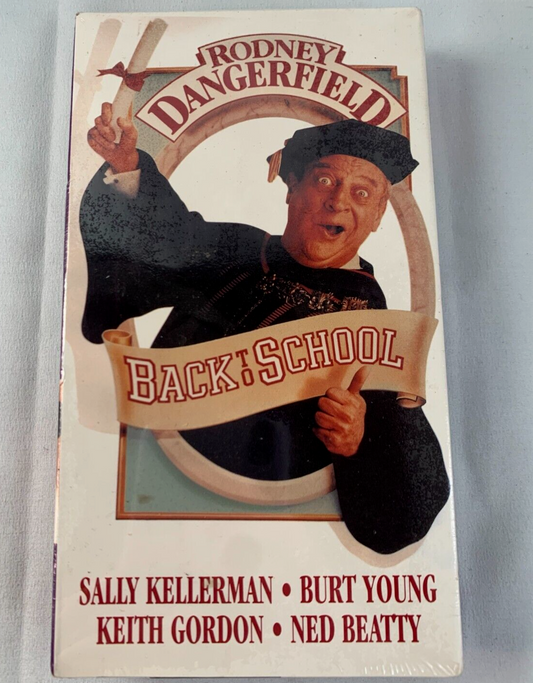 RODNEY
DANGERFIELD
BACK TO SCHOOL
SALLY KELLERMAN • BURT YOUNG
KEITH GORDON • NED BEATTY